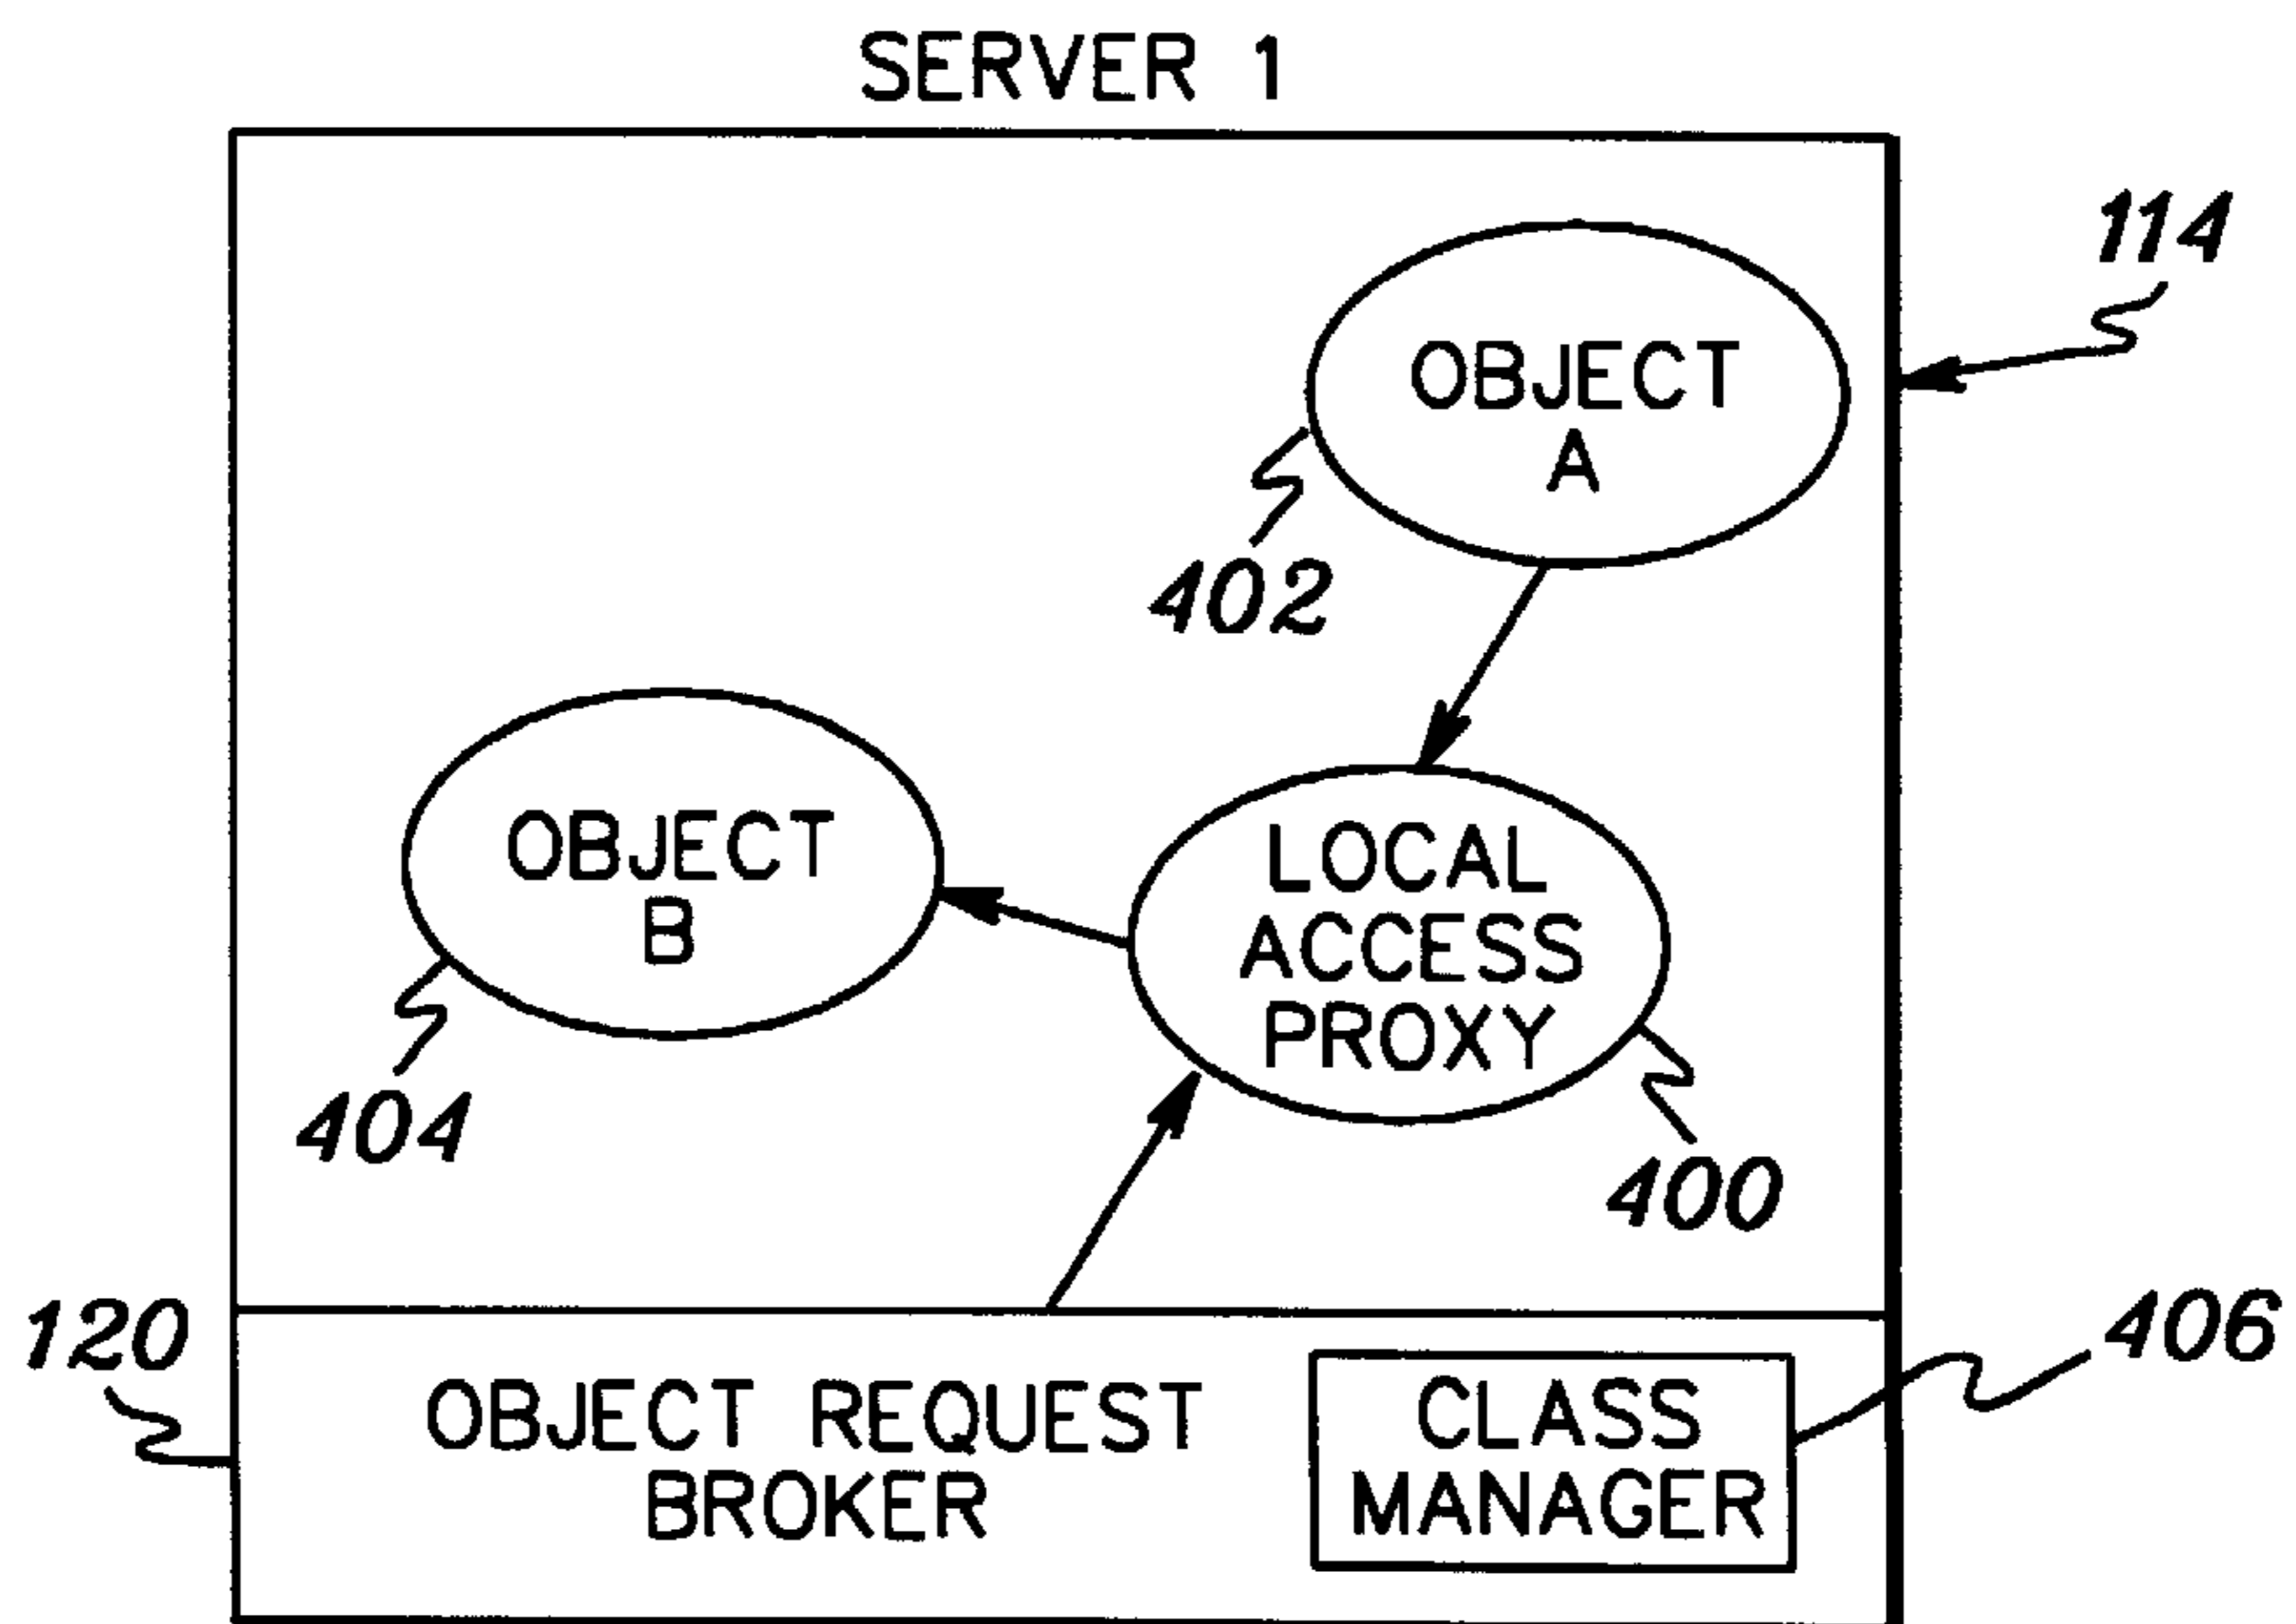 SERVER 1
114
OBJECT
A
402
OBJECT
B
404
LOCAL
ACCESS
PROXY
400
120
OBJECT REQUEST
BROKER
CLASS
MANAGER
406